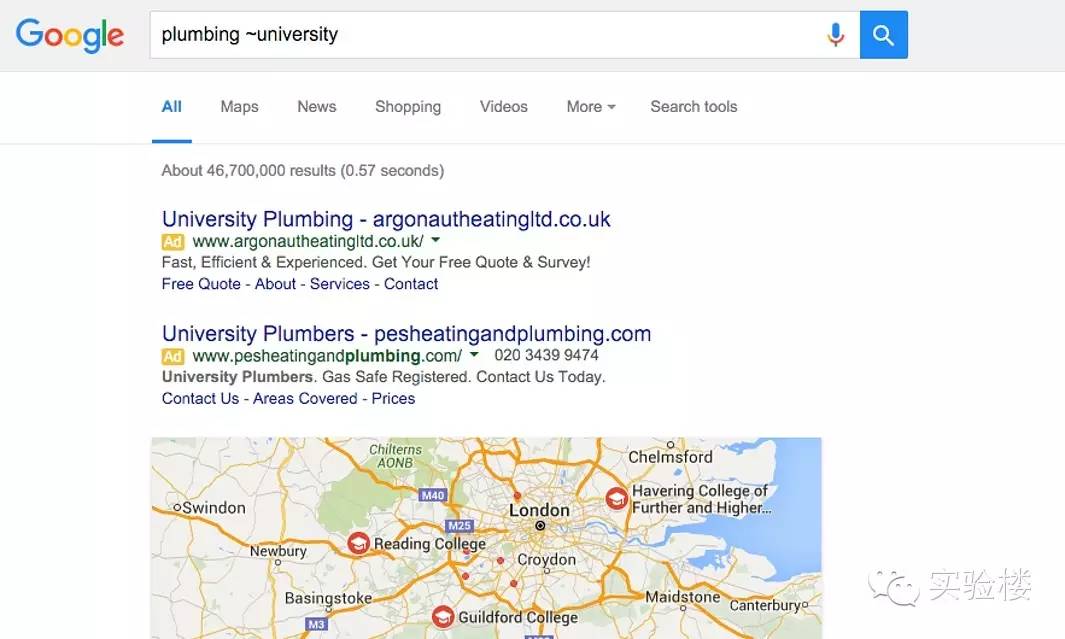 Google
plumbing ~university
All Maps News Shopping Videos More Search tools
About 46,700,000 results (0.57 seconds)
University Plumbing - argonautheatingltd.co.uk
Ad www.argonautheatingltd.co.uk/
Fast, Efficient & Experienced. Get Your Free Quote & Survey!
Free Quote - About - Services - Contact
University Plumbers - pesheatingandplumbing.com
Ad www.pesheatingandplumbing.com/ 020 3439 9474
University Plumbers. Gas Safe Registered. Contact Us Today.
Contact Us - Areas Covered - Prices
Chilterns
AONB
Chelmsford
M40
Havering College of
Further and Higher...
Swindon
London
M25
Reading College
Newbury
Croydon
Basingstoke
Maidstone
Canterbury
Guildford College
M3
实验楼